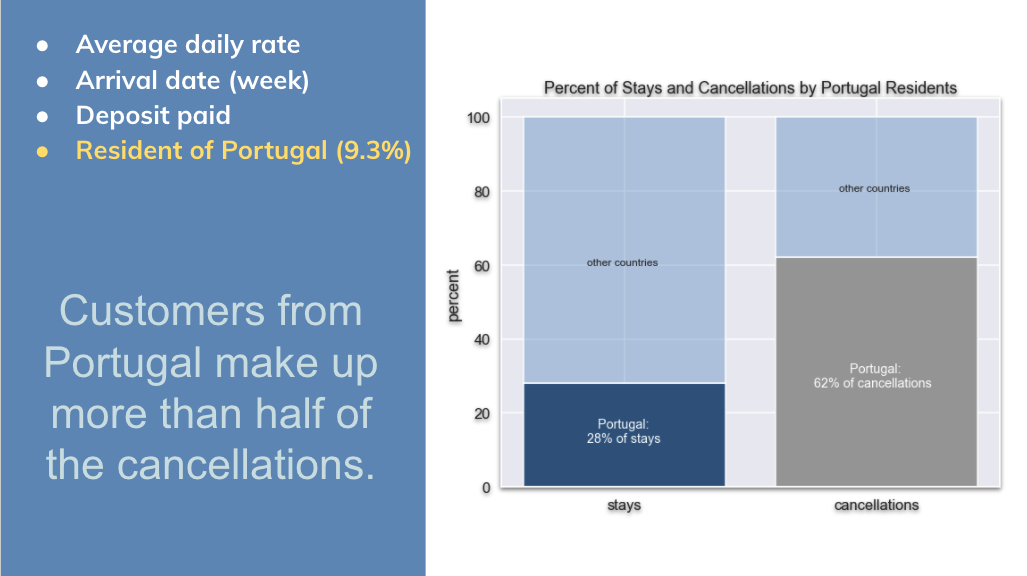 ● Average daily rate
● Arrival date (week)
● Deposit paid
● Resident of Portugal (9.3%)
Customers from
Portugal make up
more than half of
the cancellations.
Percent of Stays and Cancellations by Portugal Residents
percent
100
80
60
40
20
0
other countries
Portugal:
28% of stays
other countries
Portugal:
62% of cancellations
stays
cancellations